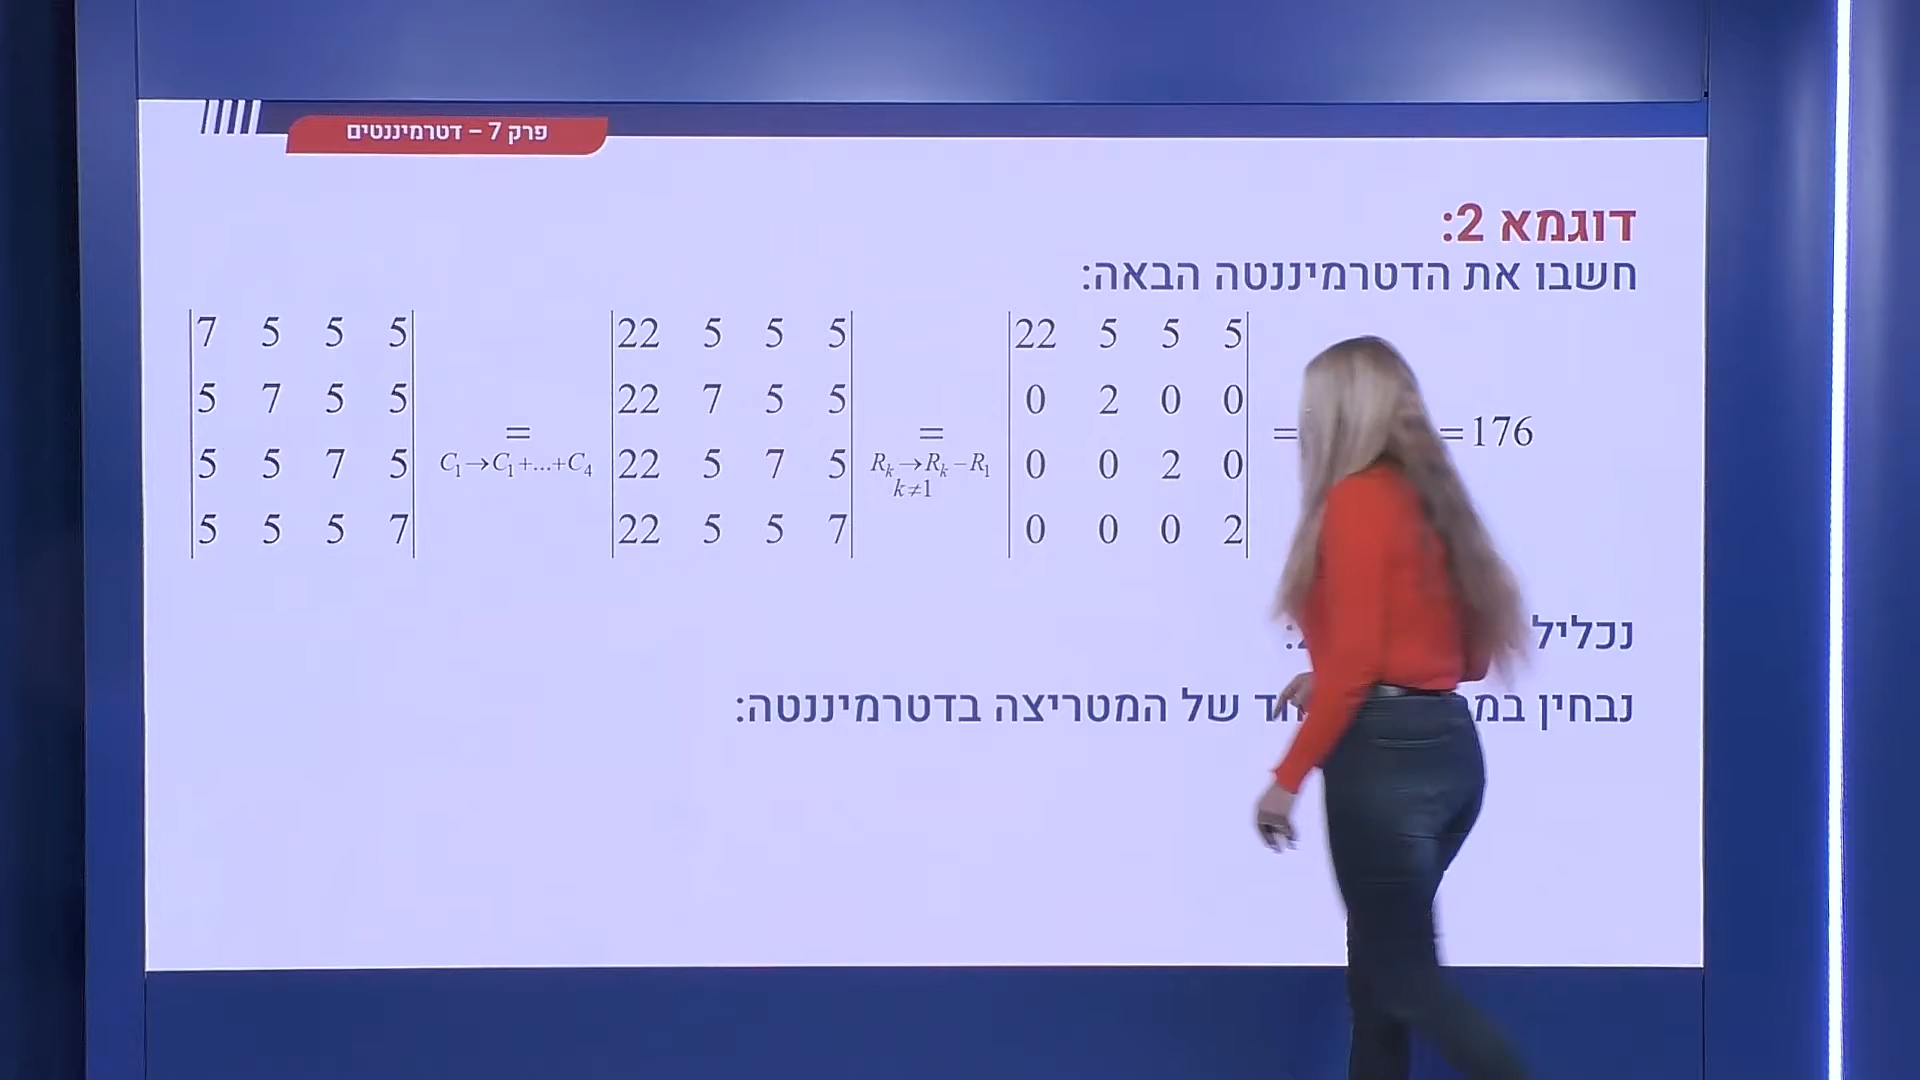 פרק 7 – דטרמיננטים
דוגמא 2:
חשבו את הדטרמיננטה הבאה:
7 5 5 5 22 5 5 5 22 5 5 5
5 7 5 5 22 7 5 5 0 2 0 0
= = = = 176
5 5 7 5 C₁→C₁+...+C₄ 22 5 7 5 Rₖ→Rₖ−R₁ 0 0 2 0
k≠1
5 5 5 7 22 5 5 7 0 0 0 2
נכליל :
נבחין של המטריצה בדטרמיננטה: